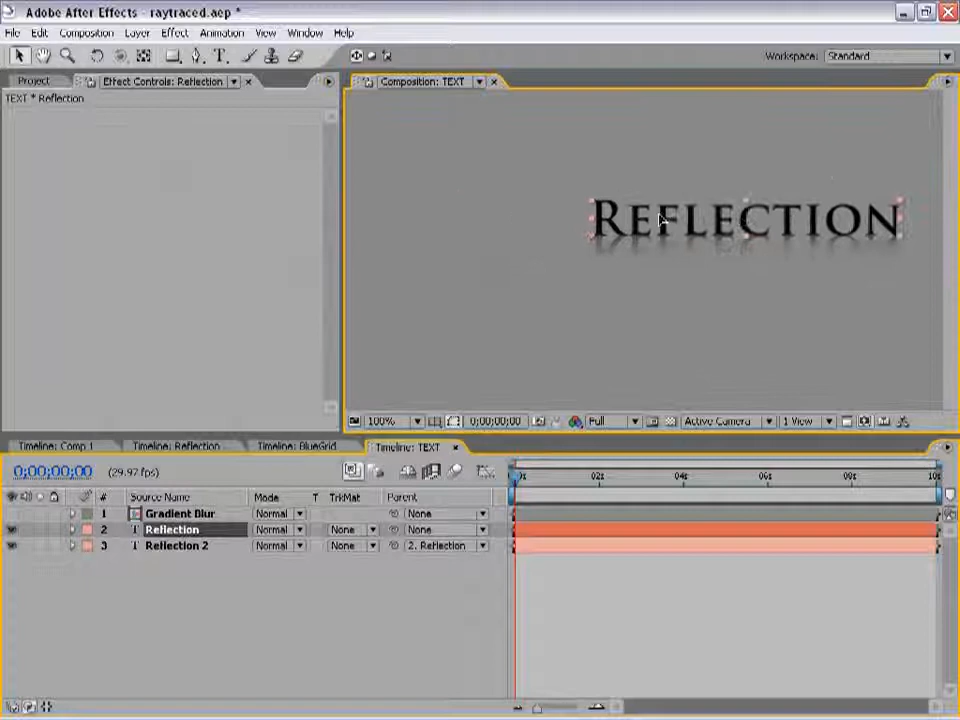 Adobe After Effects - raytraced.aep *
File Edit Composition Layer Effect Animation View Window Help
Workspace: Standard
Project Effect Controls: Reflection Composition: TEXT
TEXT * Reflection
REFLECTION
100% 0;00;00;00 Full Active Camera 1 View
Timeline: Comp 1 Timeline: Reflection Timeline: BlueGrid Timeline: TEXT
0;00;00;00 (29.97 fps) 02s 04s 06s 08s 10s
# Source Name Mode T TrkMat Parent
1 Gradient Blur Normal None
2 T Reflection Normal None None
3 T Reflection 2 Normal None 2. Reflection